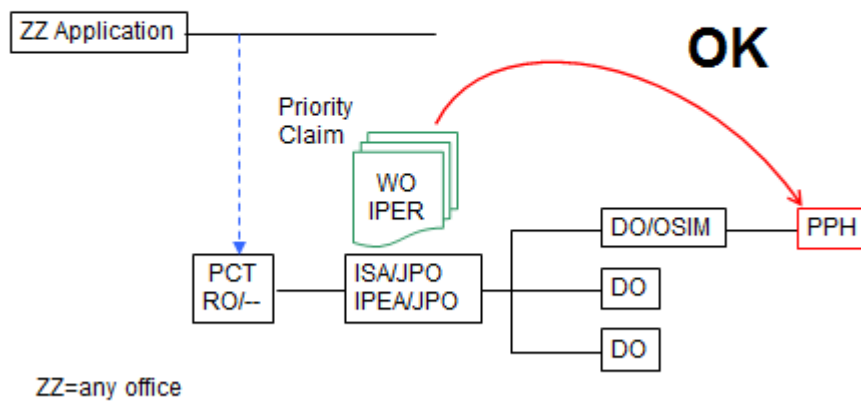 ZZ Application
OK
Priority
Claim
WO
IPER
DO/OSIM
PPH
PCT
RO/--
ISA/JPO
IPEA/JPO
DO
DO
ZZ=any office